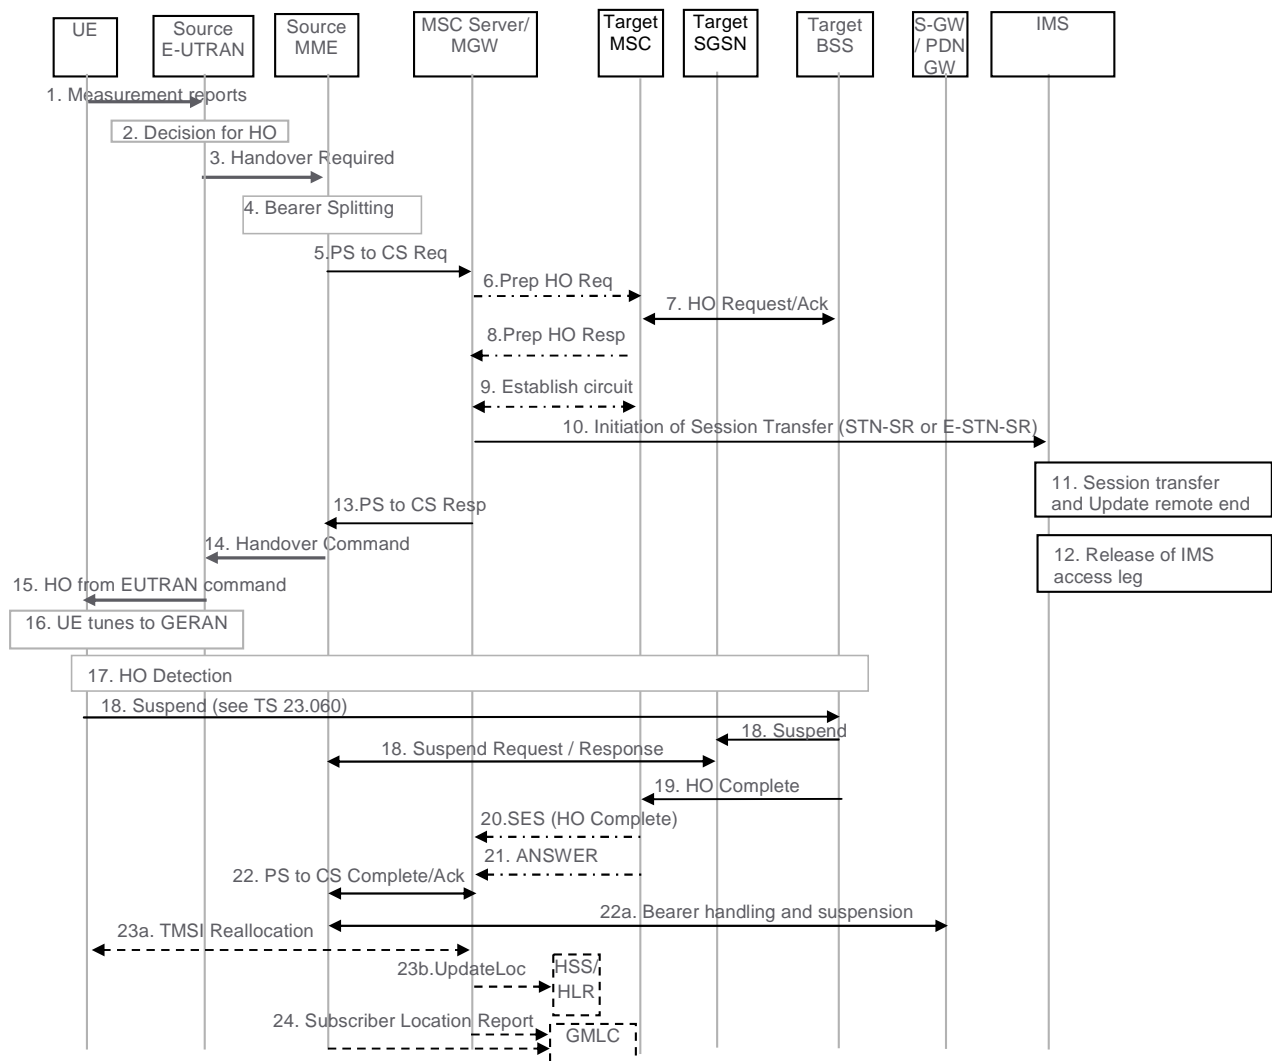 UE
Source
E-UTRAN
Source
MME
MSC Server/
MGW
Target
MSC
Target
SGSN
Target
BSS
S-GW
/ PDN
GW
IMS
1. Measurement reports
2. Decision for HO
3. Handover Required
4. Bearer Splitting
5.PS to CS Req
6.Prep HO Req
7. HO Request/Ack
8.Prep HO Resp
9. Establish circuit
10. Initiation of Session Transfer (STN-SR or E-STN-SR)
11. Session transfer
and Update remote end
13.PS to CS Resp
14. Handover Command
12. Release of IMS
access leg
15. HO from EUTRAN command
16. UE tunes to GERAN
17. HO Detection
18. Suspend (see TS 23.060)
18. Suspend
18. Suspend Request / Response
19. HO Complete
20.SES (HO Complete)
21. ANSWER
22. PS to CS Complete/Ack
22a. Bearer handling and suspension
23a. TMSI Reallocation
23b.UpdateLoc
HSS/
HLR
24. Subscriber Location Report
GMLC